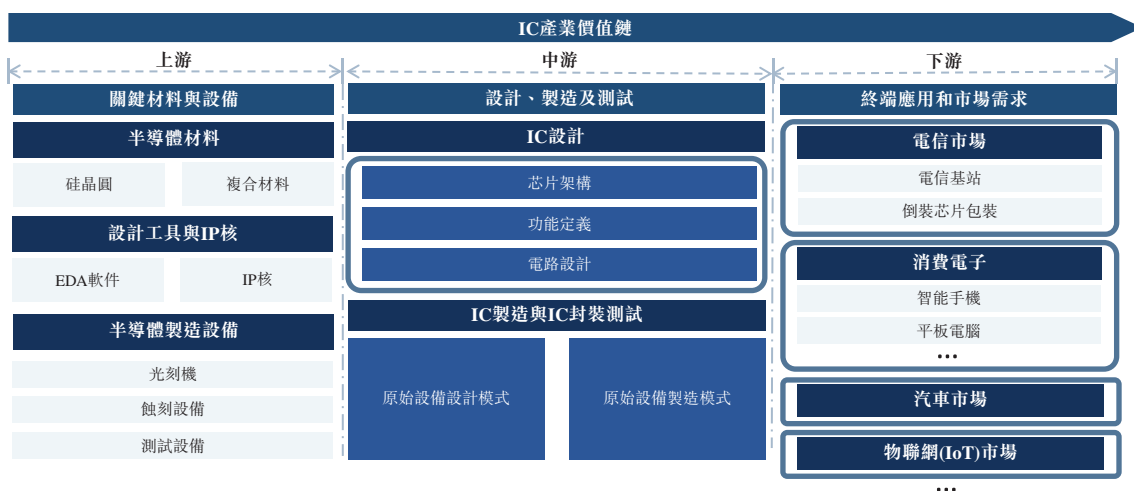 IC產業價值鏈
上游
中游
下游
關鍵材料與設備
半導體材料
硅晶圓
複合材料
設計工具與IP核
EDA軟件
IP核
半導體製造設備
光刻機
蝕刻設備
測試設備
設計、製造及測試
IC設計
芯片架構
功能定義
電路設計
IC製造與IC封裝測試
原始設備設計模式
原始設備製造模式
終端應用和市場需求
電信市場
電信基站
倒裝芯片包裝
消費電子
智能手機
平板電腦
...
汽車市場
物聯網(IoT)市場
...